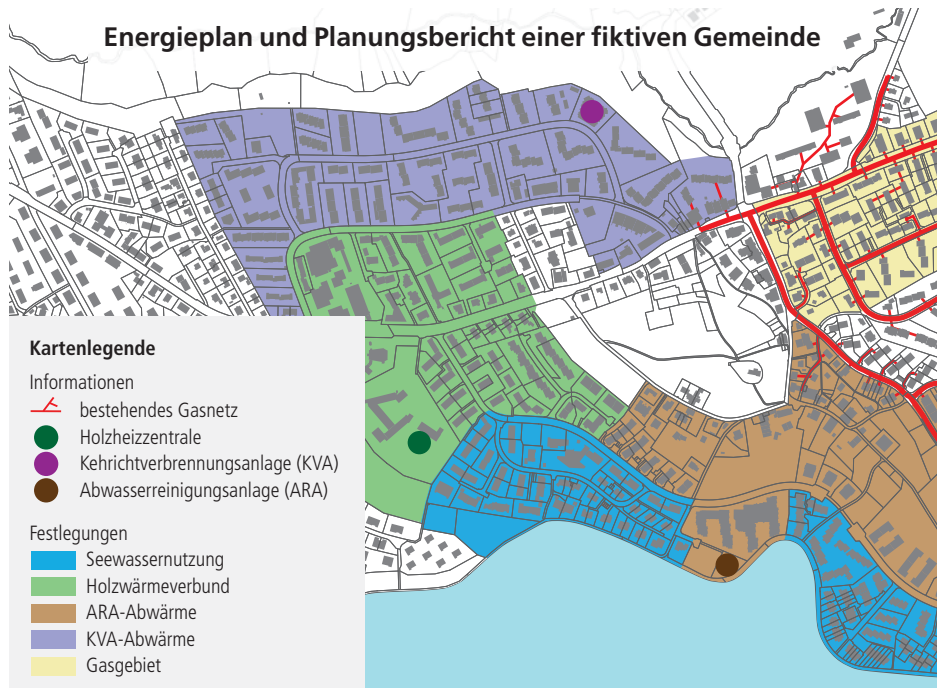 Energieplan und Planungsbericht einer fiktiven Gemeinde
Kartenlegende
Informationen
bestehendes Gasnetz
Holzheizzentrale
Kehrichtverbrennungsanlage (KVA)
Abwasserreinigungsanlage (ARA)
Festlegungen
Seewassernutzung
Holzwärmeverbund
ARA-Abwärme
KVA-Abwärme
Gasgebiet